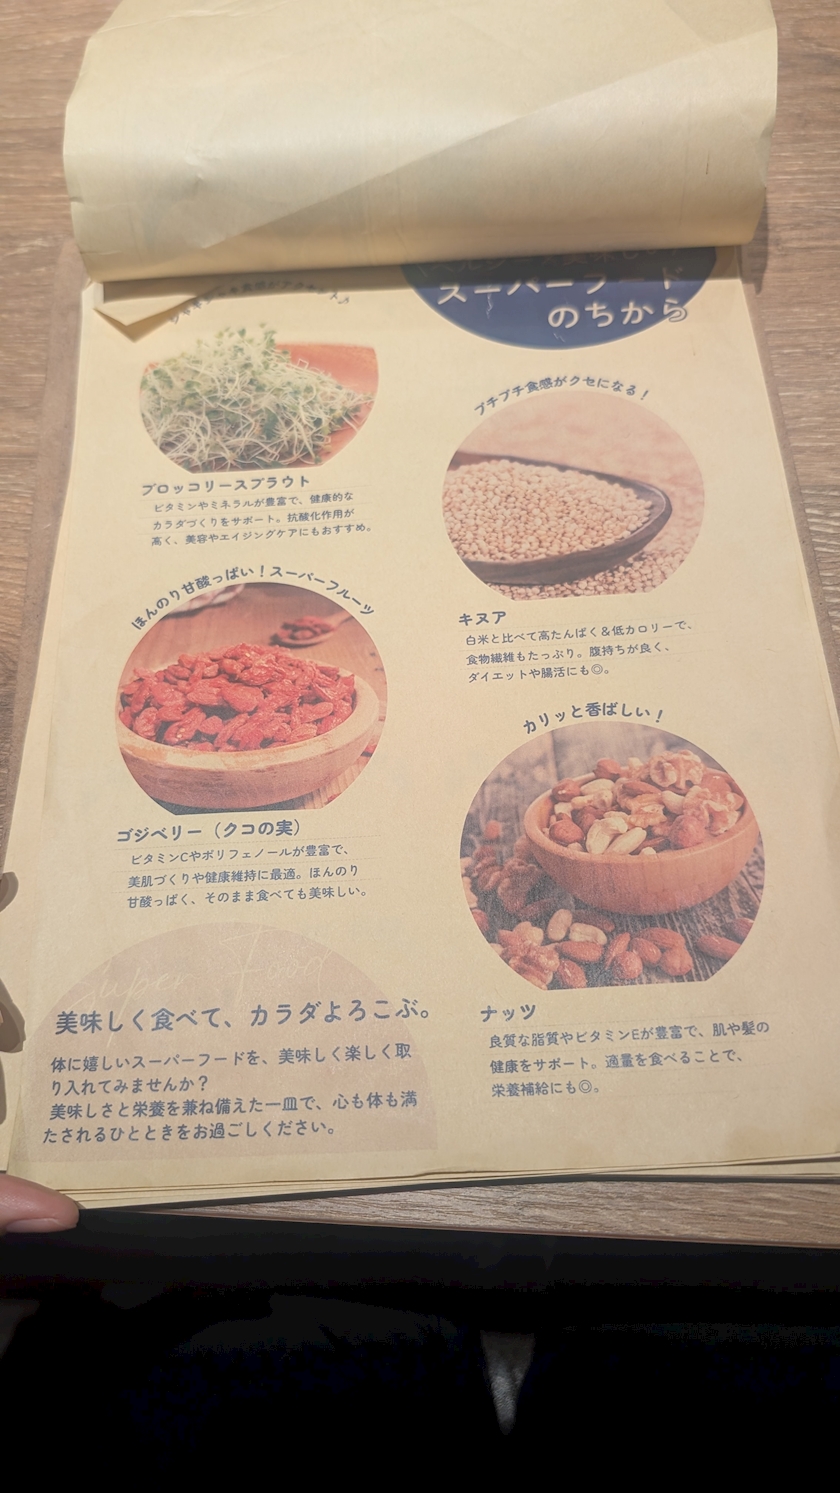 スーパーフード
のちから
シャキシャキ食感がアクセント♪
ブロッコリースプラウト
ビタミンやミネラルが豊富で、健康的な
カラダづくりをサポート。抗酸化作用が
高く、美容やエイジングケアにもおすすめ。
プチプチ食感がクセになる！
キヌア
白米と比べて高たんぱく＆低カロリーで、
食物繊維もたっぷり。腹持ちが良く、
ダイエットや腸活にも◎。
ほんのり甘酸っぱい！スーパーフルーツ
ゴジベリー（クコの実）
ビタミンCやポリフェノールが豊富で、
美肌づくりや健康維持に最適。ほんのり
甘酸っぱく、そのまま食べても美味しい。
カリッと香ばしい！
ナッツ
良質な脂質やビタミンEが豊富で、肌や髪の
健康をサポート。適量を食べることで、
栄養補給にも◎。
Super Food
美味しく食べて、カラダよろこぶ。
体に嬉しいスーパーフードを、美味しく楽しく取
り入れてみませんか？
美味しさと栄養を兼ね備えた一皿で、心も体も満
たされるひとときをお過ごしください。